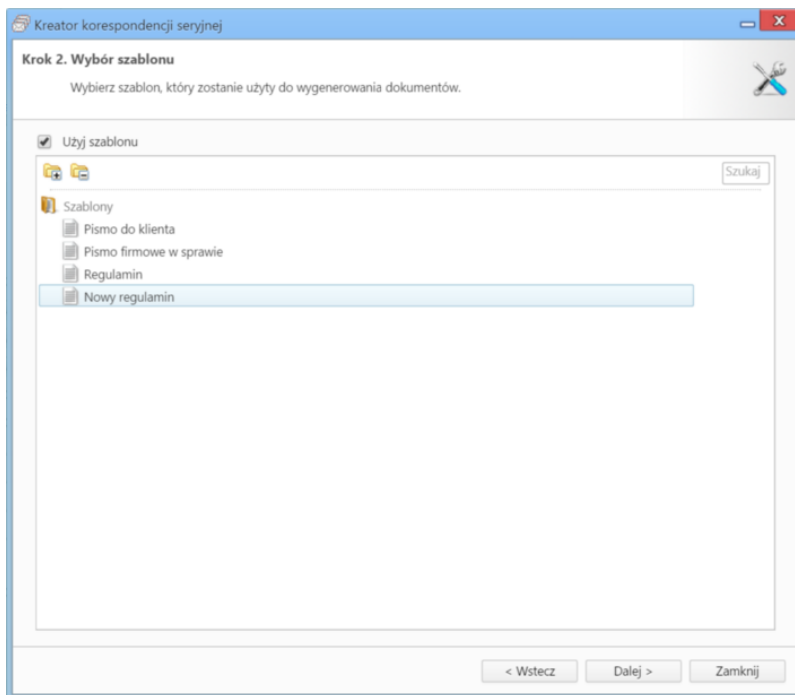 Kreator korespondencji seryjnej
Krok 2. Wybór szablonu
Wybierz szablon, który zostanie użyty do wygenerowania dokumentów.
Użyj szablonu
Szukaj
Szablony
Pismo do klienta
Pismo firmowe w sprawie
Regulamin
Nowy regulamin
< Wstecz
Dalej >
Zamknij